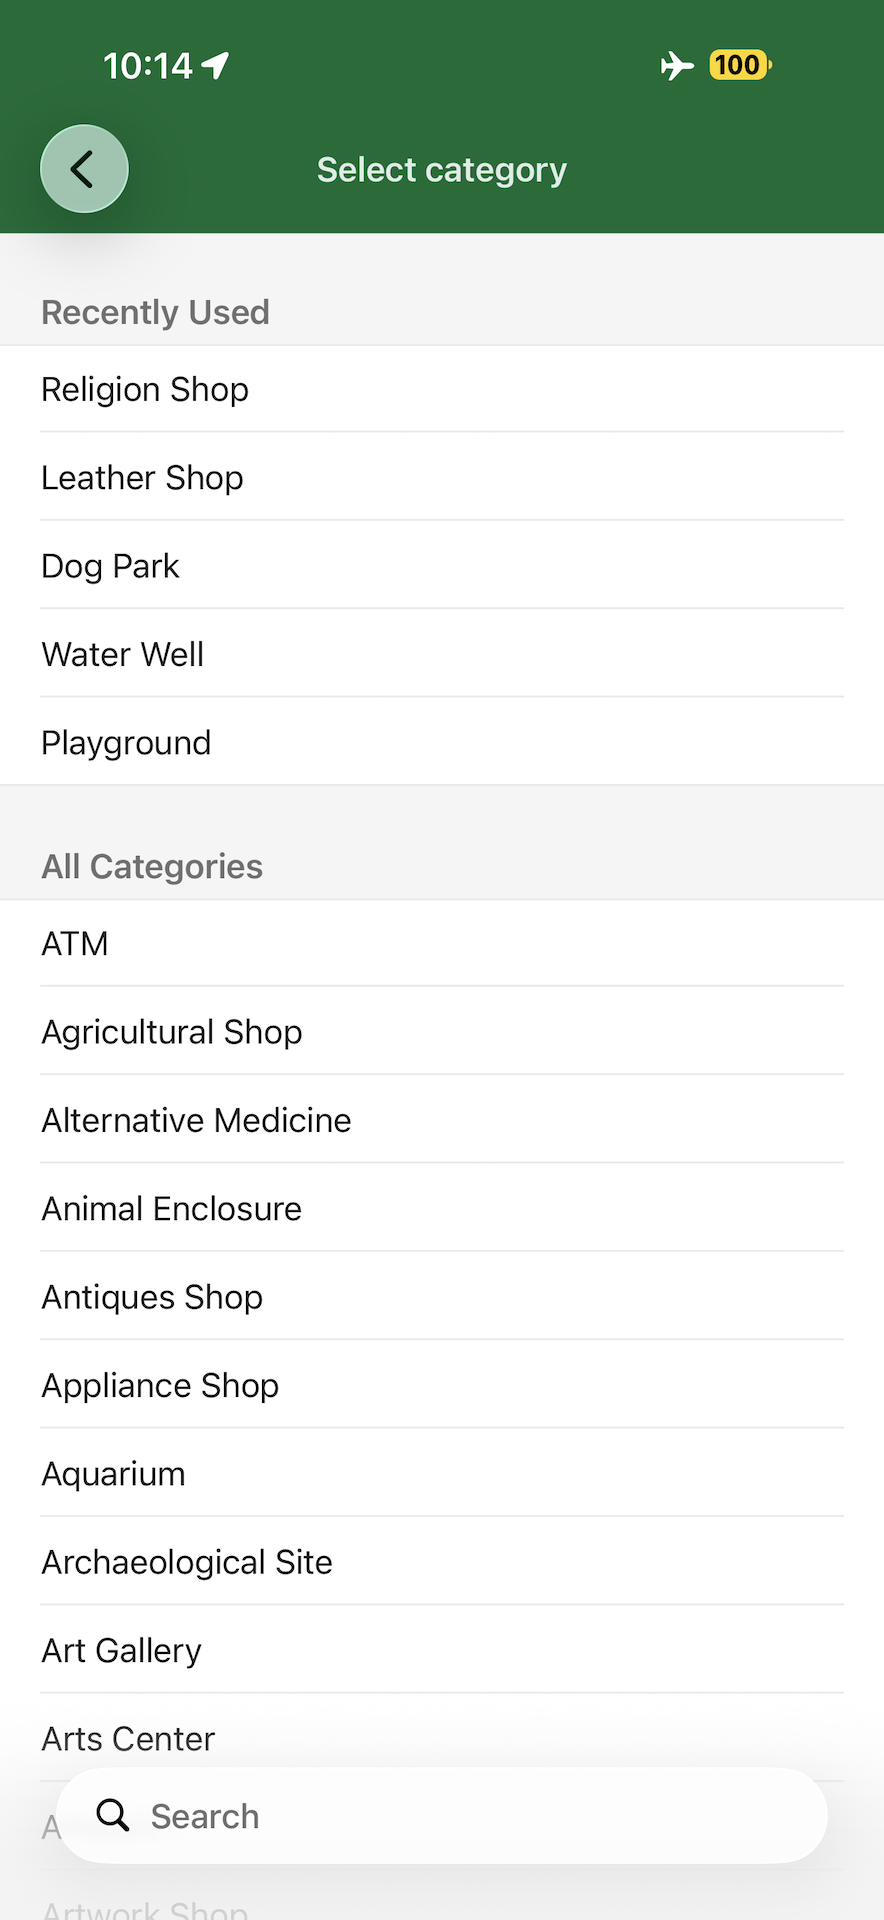 10:14
100
Select category
Recently Used
Religion Shop
Leather Shop
Dog Park
Water Well
Playground
All Categories
ATM
Agricultural Shop
Alternative Medicine
Animal Enclosure
Antiques Shop
Appliance Shop
Aquarium
Archaeological Site
Art Gallery
Arts Center
Search
Artwork Shop